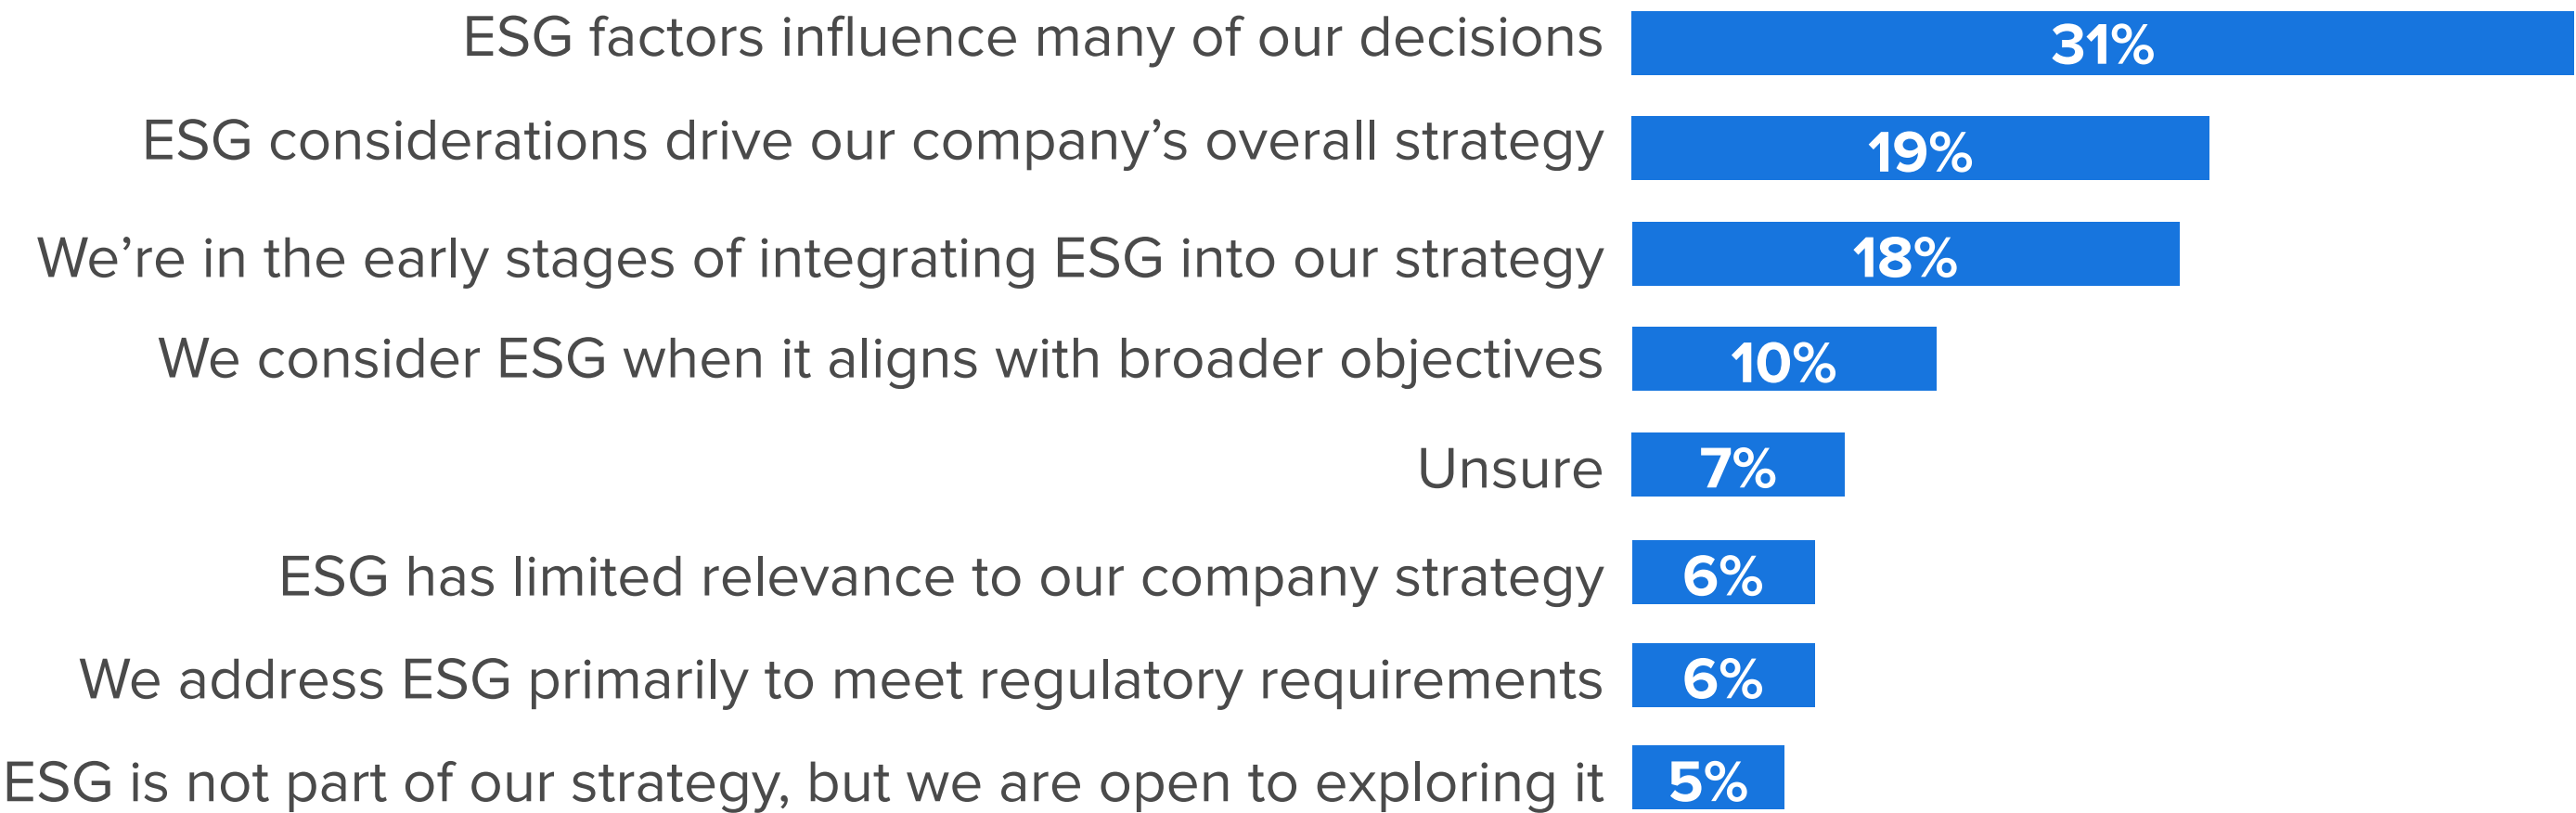 ESG factors influence many of our decisions 31%
ESG considerations drive our company’s overall strategy 19%
We’re in the early stages of integrating ESG into our strategy 18%
We consider ESG when it aligns with broader objectives 10%
Unsure 7%
ESG has limited relevance to our company strategy 6%
We address ESG primarily to meet regulatory requirements 6%
ESG is not part of our strategy, but we are open to exploring it 5%